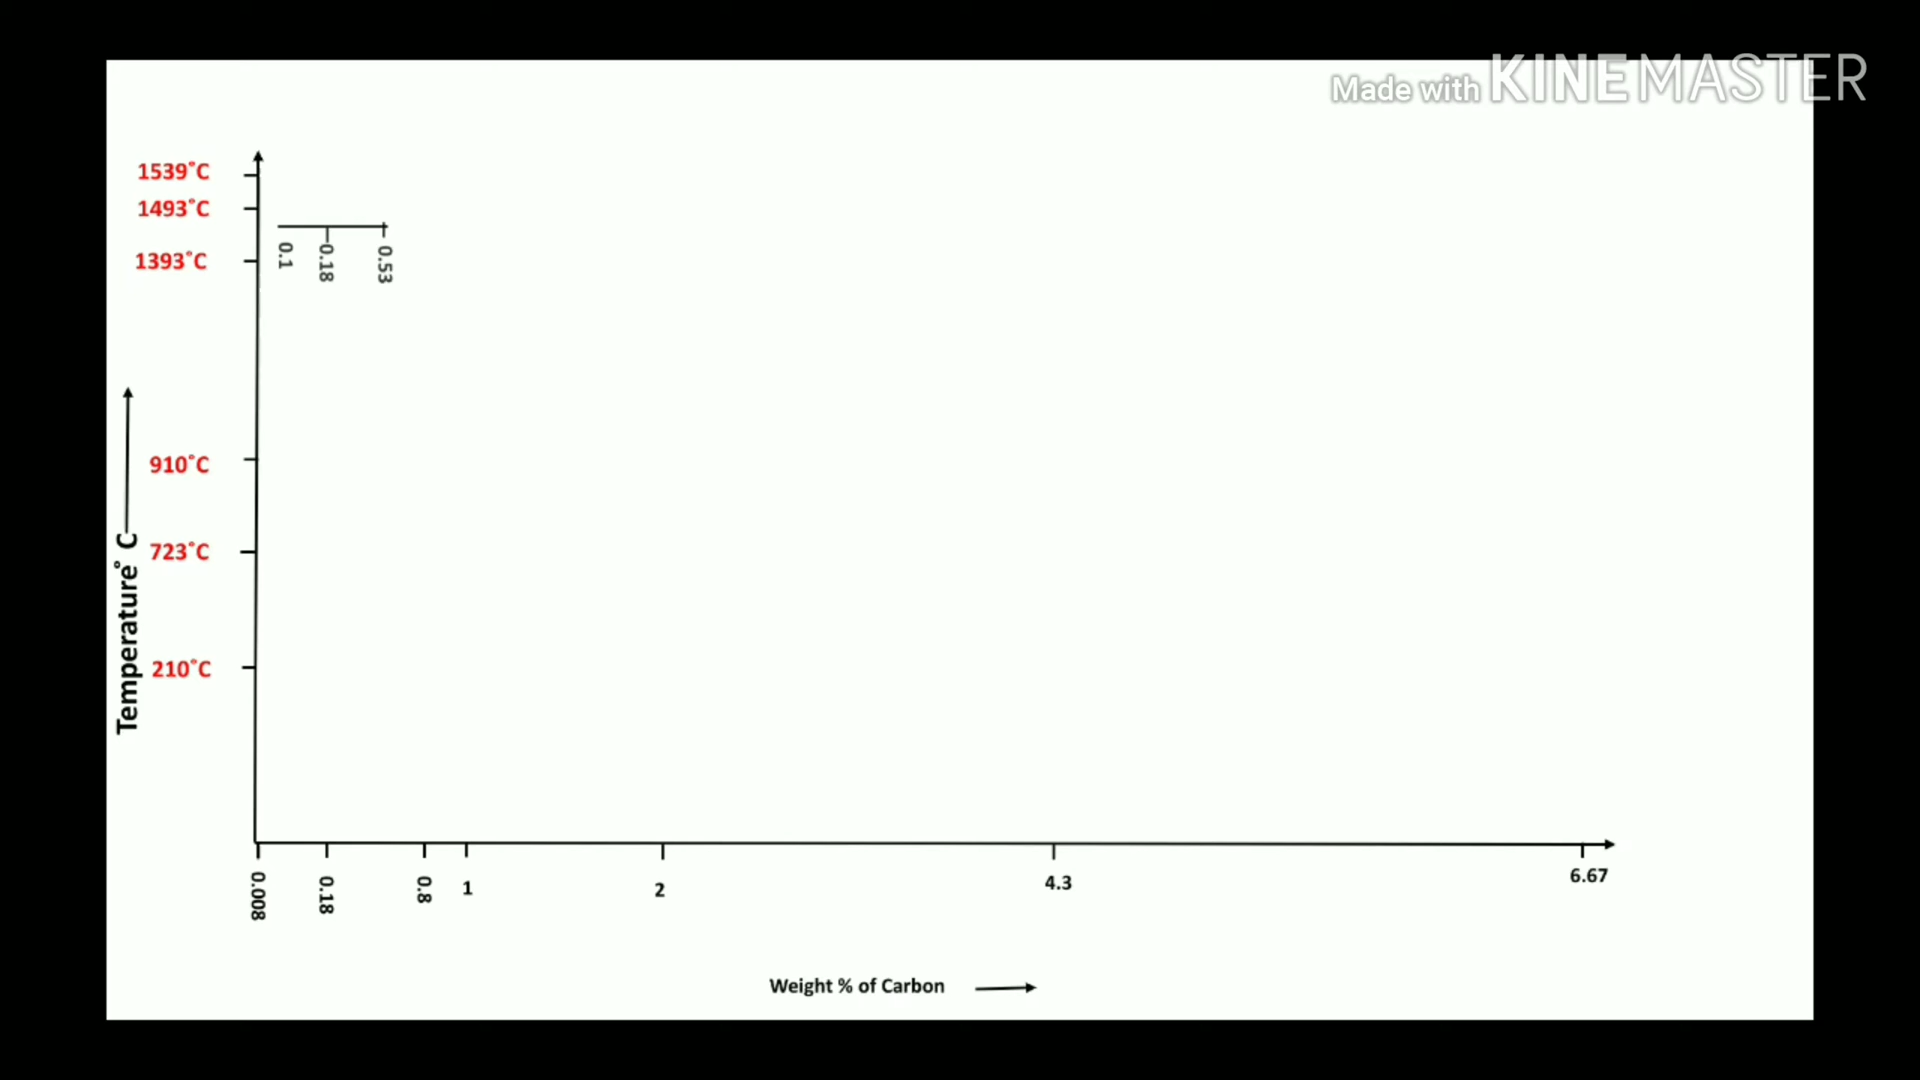 Made with KINEMASTER
1539°C
1493°C
1393°C
0.1
0.18
0.53
910°C
723°C
210°C
Temperature° C
0.008
0.18
0.8
1
2
4.3
6.67
Weight % of Carbon